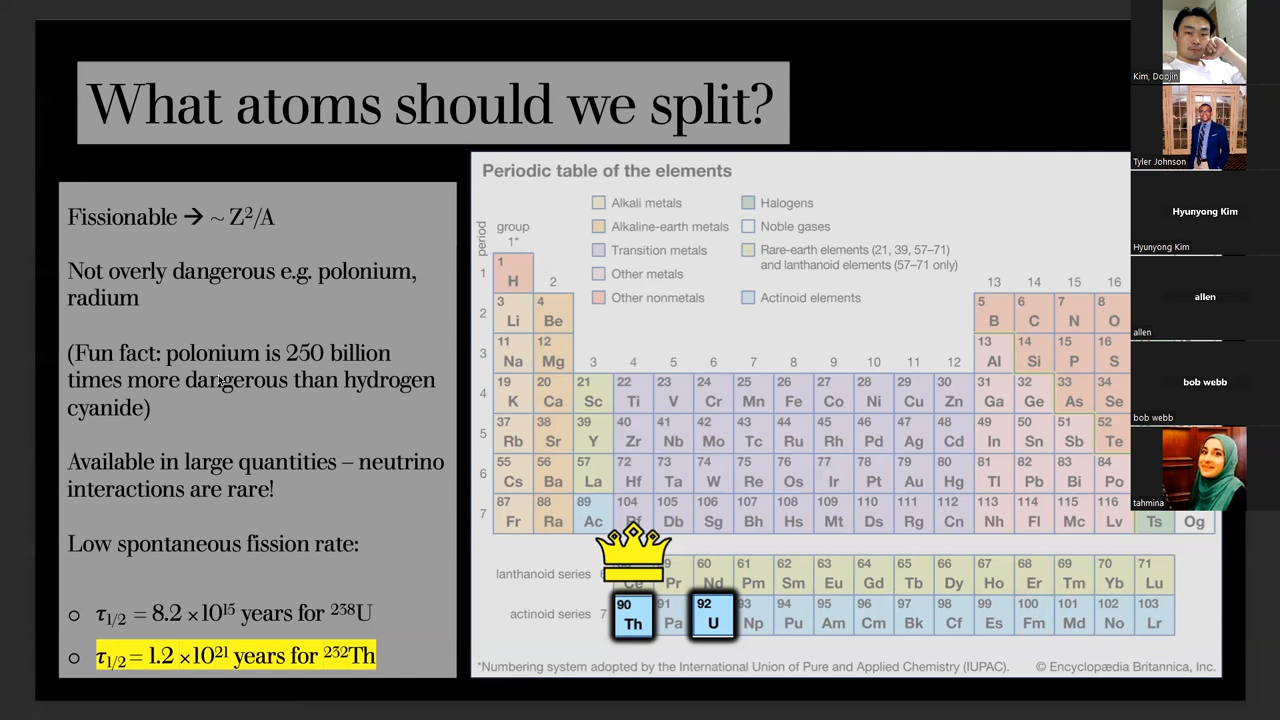 What atoms should we split?
Fissionable → ~ Z²/A
Not overly dangerous e.g. polonium,
radium
(Fun fact: polonium is 250 billion
times more dangerous than hydrogen
cyanide)
Available in large quantities – neutrino
interactions are rare!
Low spontaneous fission rate:
o τ₁/₂ = 8.2 ×10¹⁵ years for ²³⁸U
o τ₁/₂ = 1.2 ×10²¹ years for ²³²Th
Periodic table of the elements
Alkali metals
Alkaline-earth metals
Transition metals
Other metals
Other nonmetals
Halogens
Noble gases
Rare-earth elements (21, 39, 57–71)
and lanthanoid elements (57–71 only)
Actinoid elements
period
group
1* 2 3 4 5 6 7 8 9 10 11 12 13 14 15 16
1 1 H
2 3 Li 4 Be 5 B 6 C 7 N 8 O
3 11 Na 12 Mg 13 Al 14 Si 15 P 16 S
4 19 K 20 Ca 21 Sc 22 Ti 23 V 24 Cr 25 Mn 26 Fe 27 Co 28 Ni 29 Cu 30 Zn 31 Ga 32 Ge 33 As 34 Se
5 37 Rb 38 Sr 39 Y 40 Zr 41 Nb 42 Mo 43 Tc 44 Ru 45 Rh 46 Pd 47 Ag 48 Cd 49 In 50 Sn 51 Sb 52 Te
6 55 Cs 56 Ba 57 La 72 Hf 73 Ta 74 W 75 Re 76 Os 77 Ir 78 Pt 79 Au 80 Hg 81 Tl 82 Pb 83 Bi 84 Po
7 87 Fr 88 Ra 89 Ac 104 Rf 105 Db 106 Sg 107 Bh 108 Hs 109 Mt 110 Ds 111 Rg 112 Cn 113 Nh 114 Fl 115 Mc 116 Lv Ts Og
lanthanoid series 6 Ce Pr 60 Nd 61 Pm 62 Sm 63 Eu 64 Gd 65 Tb 66 Dy 67 Ho 68 Er 69 Tm 70 Yb 71 Lu
actinoid series 7 90 Th 91 Pa 92 U 93 Np 94 Pu 95 Am 96 Cm 97 Bk 98 Cf 99 Es 100 Fm 101 Md 102 No 103 Lr
*Numbering system adopted by the International Union of Pure and Applied Chemistry (IUPAC). © Encyclopædia Britannica, Inc.
Kim, Doojin
Tyler Johnson
Hyunyong Kim
Hyunyong Kim
allen
allen
bob webb
bob webb
tahmina